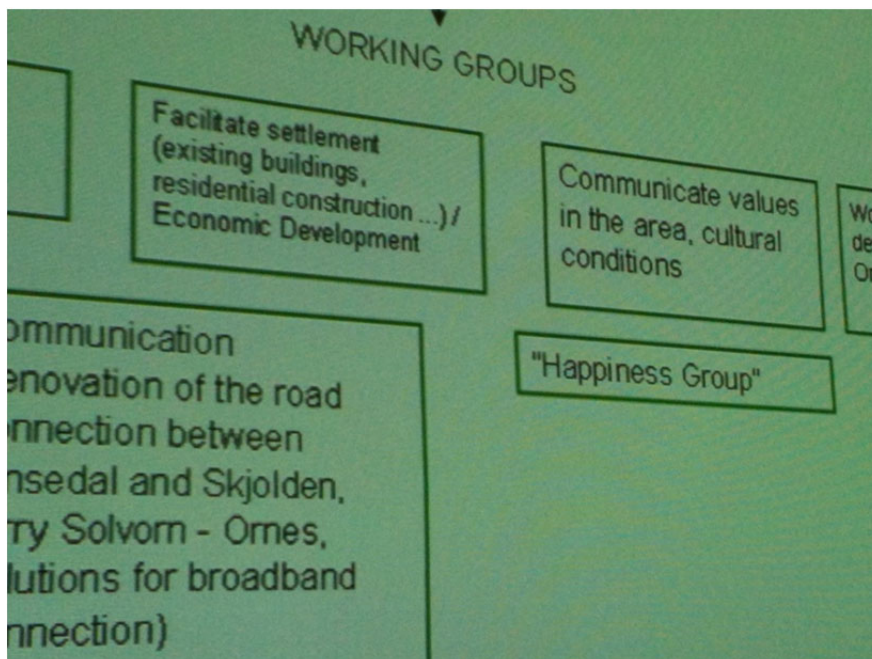 WORKING GROUPS
Facilitate settlement
(existing buildings,
residential construction ...) /
Economic Development
Communicate values
in the area, cultural
conditions
"Happiness Group"
ommunication
enovation of the road
onnection between
nsedal and Skjolden,
rry Solvorn - Ornes,
lutions for broadband
nnection)